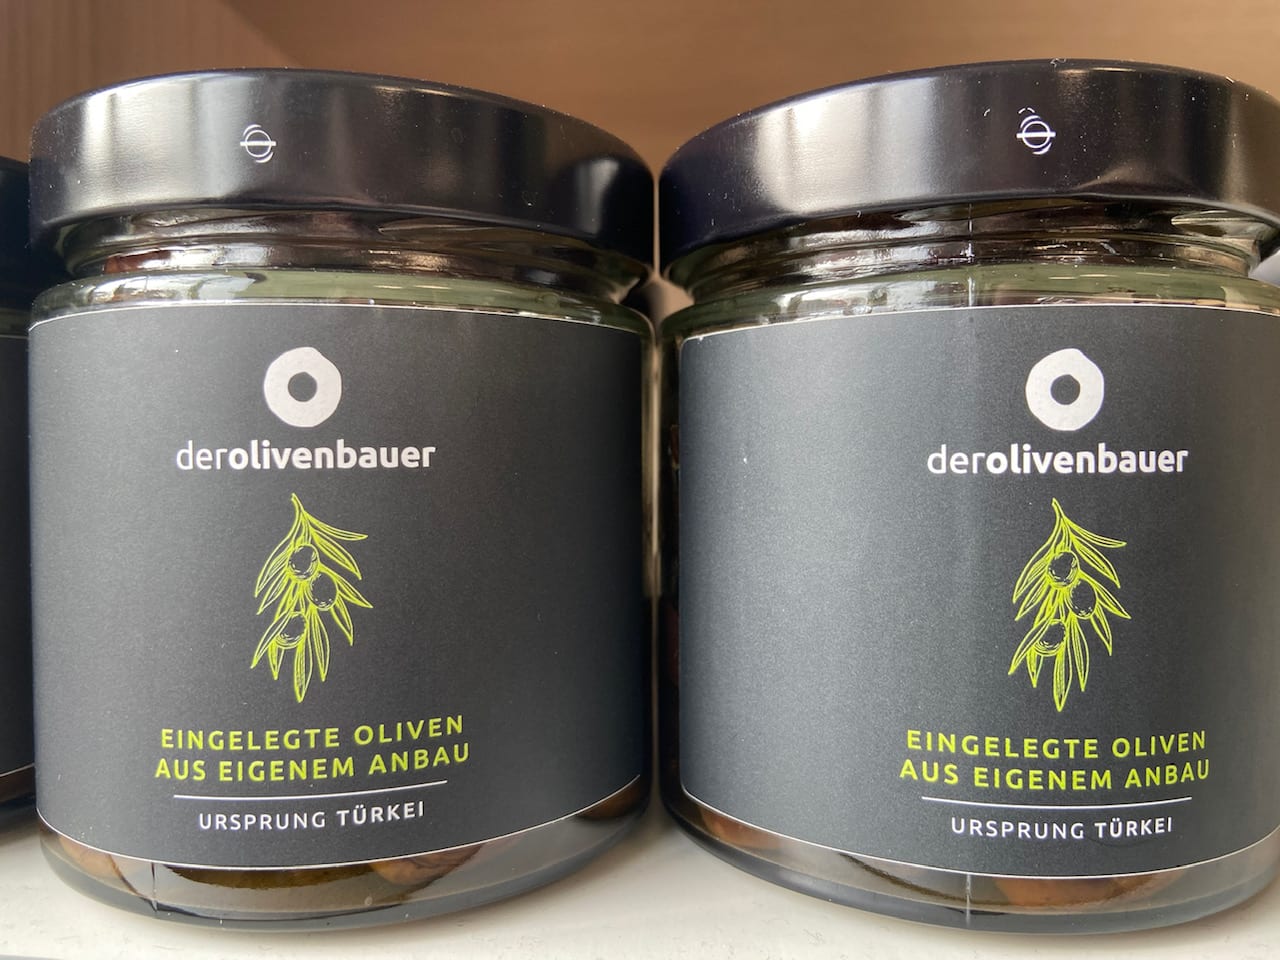 derolivenbauer
EINGELEGTE OLIVEN
AUS EIGENEM ANBAU
URSPRUNG TÜRKEI
derolivenbauer
EINGELEGTE OLIVEN
AUS EIGENEM ANBAU
URSPRUNG TÜRKEI